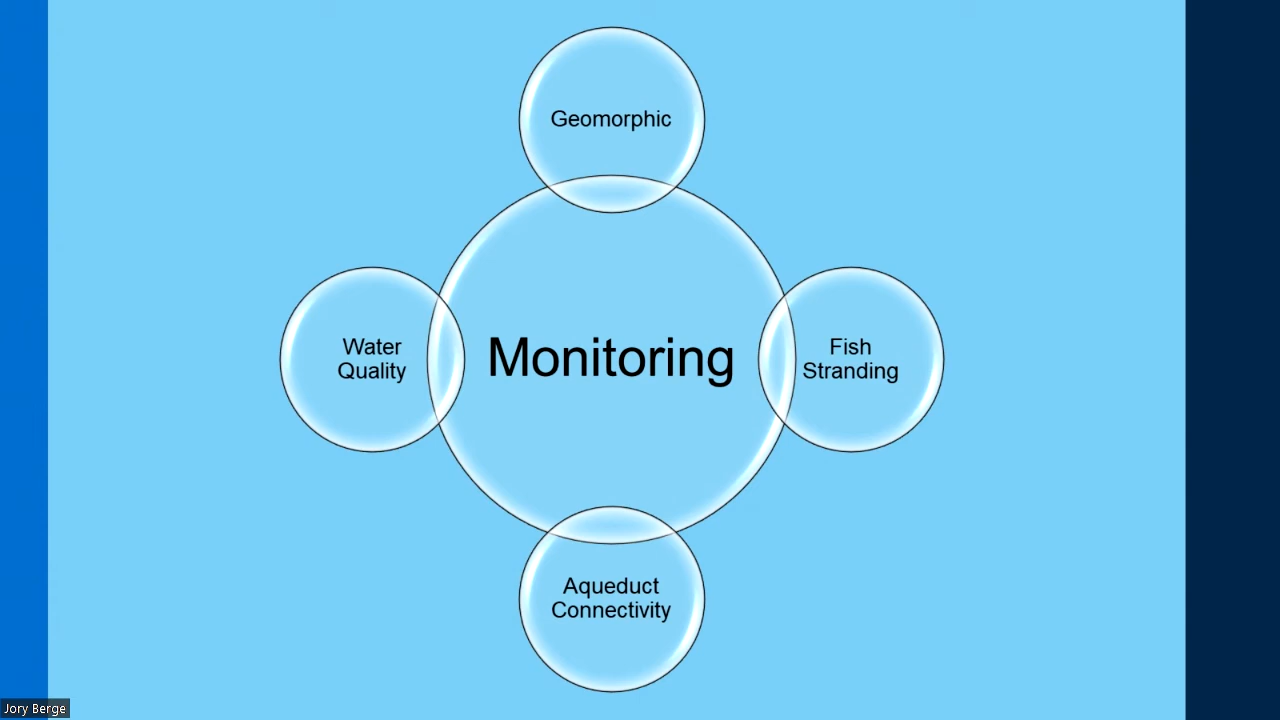 Geomorphic
Water
Quality
Monitoring
Fish
Stranding
Aqueduct
Connectivity
Jory Berge